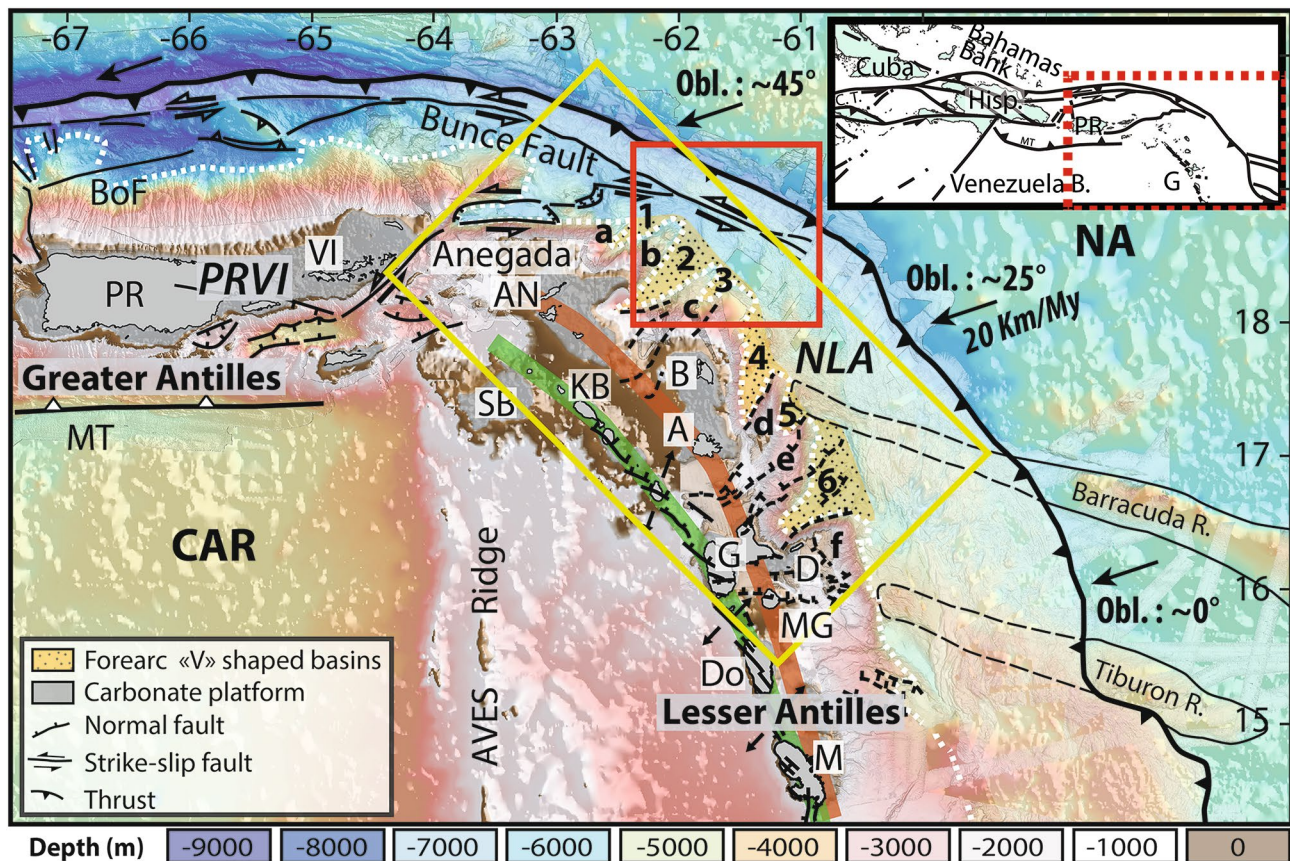 -67 -66 -65 -64 -63 -62 -61
Obl.: ~45°
Bahamas
Bank
Cuba
Hisp.
C.T.
PR
MT
Venezuela B.
G
Bunce Fault
BoF
NA
1
a
b
2
3
c
VI
Anegada
PRVI
PR
AN
Obl.: ~25°
20 Km/My
18
4
NLA
Greater Antilles
B
KB
SB
A
d
5
MT
e
6
17
Barracuda R.
CAR
G
f
D
16
Obl.: ~0°
MG
AVES Ridge
Do
Tiburon R.
Lesser Antilles
15
M
Forearc «V» shaped basins
Carbonate platform
Normal fault
Strike-slip fault
Thrust
Depth (m) -9000 -8000 -7000 -6000 -5000 -4000 -3000 -2000 -1000 0